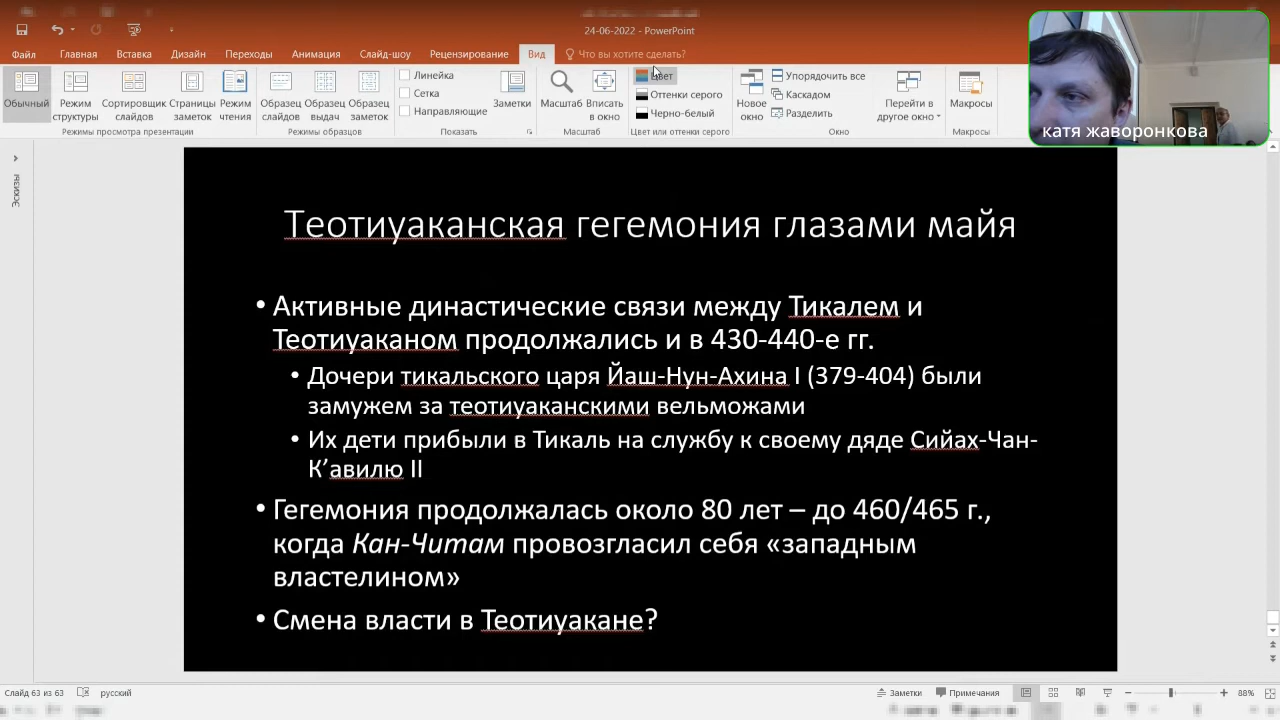 24-06-2022 - PowerPoint
Файл Главная Вставка Дизайн Переходы Анимация Слайд-шоу Рецензирование Вид Что вы хотите сделать?
Обычный
Режим структуры
Сортировщик слайдов
Страницы заметок
Режим чтения
Режимы просмотра презентации
Образец слайдов
Образец выдач
Образец заметок
Режимы образцов
Линейка
Сетка
Направляющие
Показать
Заметки
Масштаб
Вписать в окно
Масштаб
Цвет
Оттенки серого
Черно-белый
Цвет или оттенки серого
Новое окно
Упорядочить все
Каскадом
Разделить
Перейти в другое окно
Окно
Макросы
Макросы
катя жаворонкова
Эскизы
Теотиуаканская гегемония глазами майя
• Активные династические связи между Тикалем и
Теотиуаканом продолжались и в 430-440-е гг.
• Дочери тикальского царя Йаш-Нун-Ахина I (379-404) были
замужем за теотиуаканскими вельможами
• Их дети прибыли в Тикаль на службу к своему дяде Сийах-Чан-
К’авилю II
• Гегемония продолжалась около 80 лет – до 460/465 г.,
когда Кан-Читам провозгласил себя «западным
властелином»
• Смена власти в Теотиуакане?
Слайд 63 из 63 русский Заметки Примечания 88%